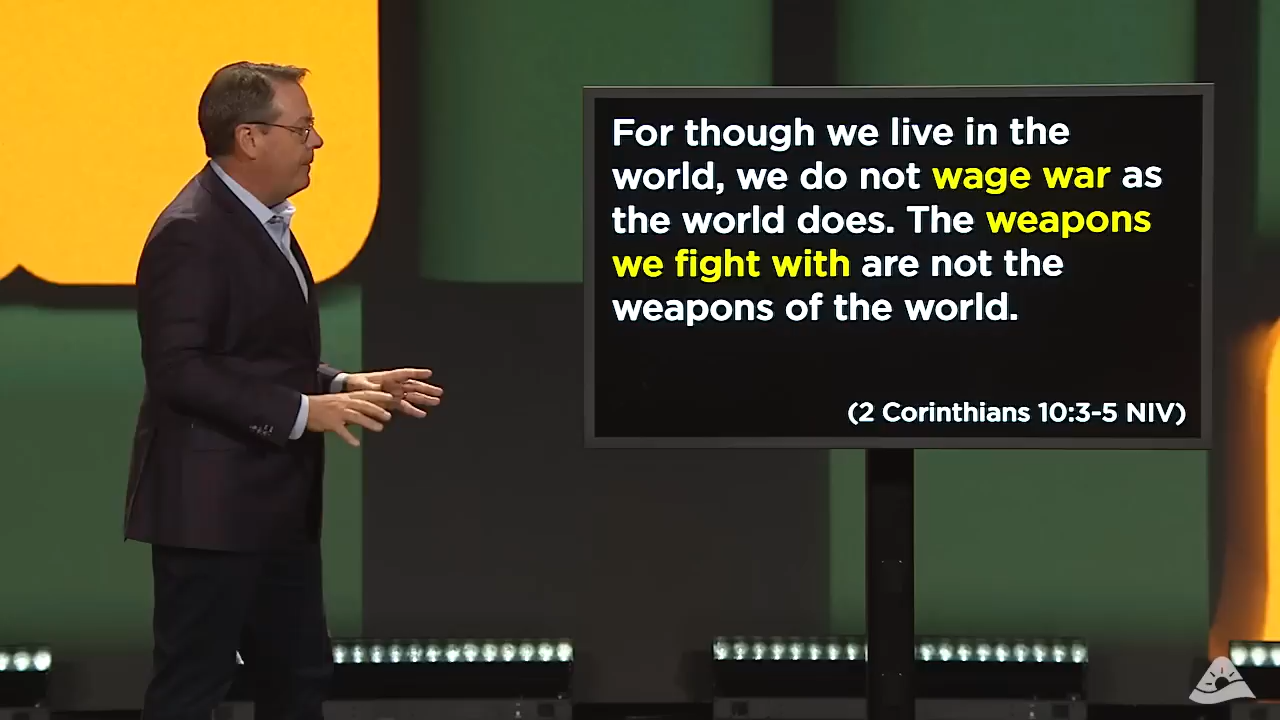 For though we live in the
world, we do not wage war as
the world does. The weapons
we fight with are not the
weapons of the world.
(2 Corinthians 10:3-5 NIV)